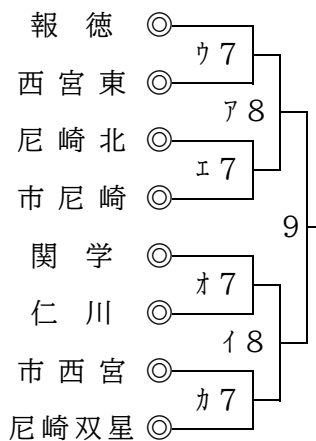 報徳 ◎
ウ7
西宮東 ◎
ア8
尼崎北 ◎
エ7
市尼崎 ◎
9
関学 ◎
オ7
仁川 ◎
イ8
市西宮 ◎
カ7
尼崎双星 ◎